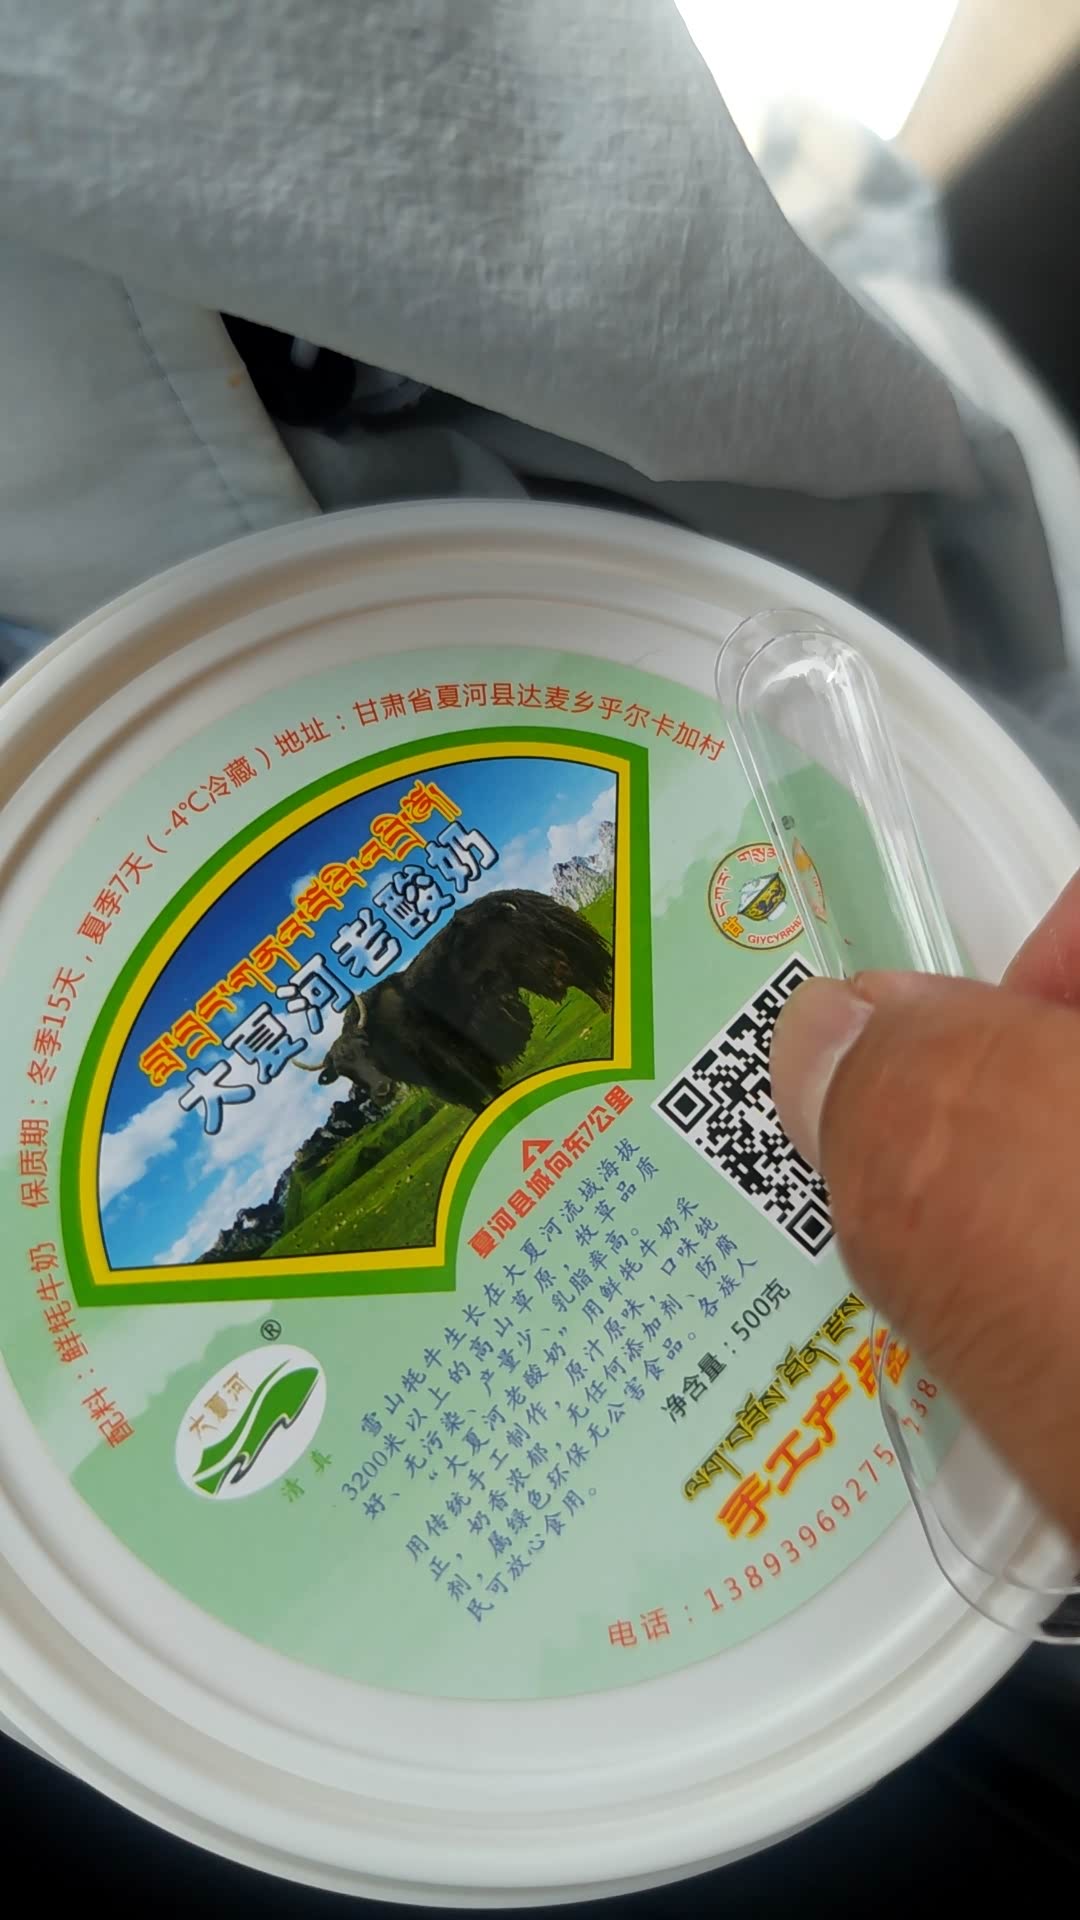 配料：鲜牦牛奶　保质期：冬季15天，夏季7天（-4℃冷藏）地址：甘肃省夏河县达麦乡乎尔卡加村
大夏河老酸奶
GIYCYRRH
夏河县城向东7公里
雪山牦牛生长在大夏河流域海拔
3200米以上的高山草原，牧草品质
好、无污染、产量少、乳脂率高。
“大夏河老酸奶”用鲜牦牛奶采
用传统手工制作，原汁原味，口味纯
正，奶香浓郁，无任何添加剂、防腐
剂，属绿色环保无公害食品。各族人
民可放心食用。
净含量：500克
手工产品
电话：13893969275 138
®
大夏河
清真